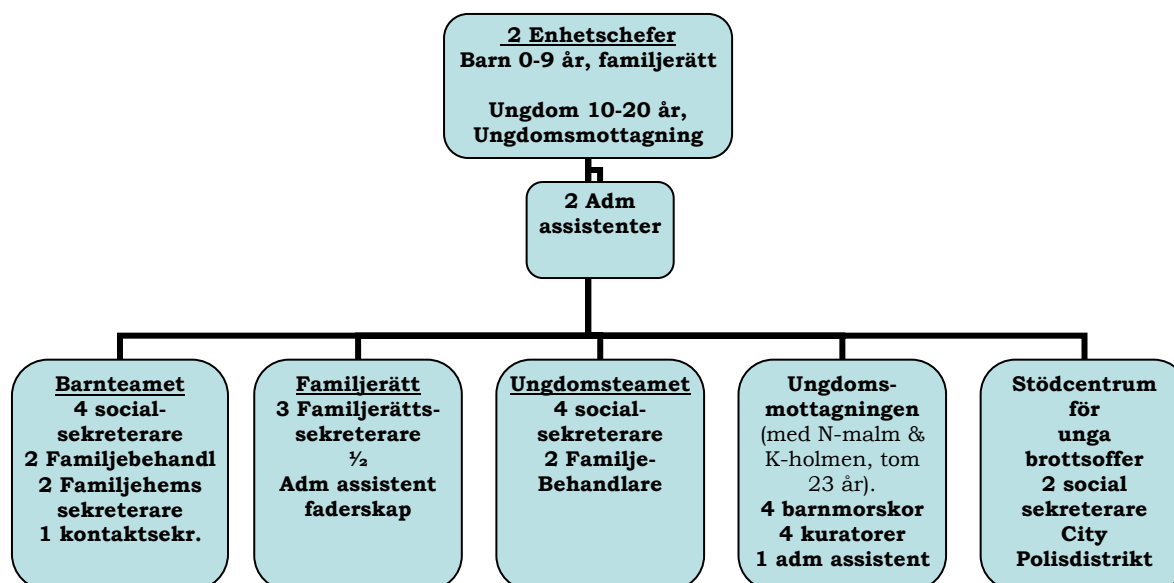 2 Enhetschefer
Barn 0-9 år, familjerätt
Ungdom 10-20 år,
Ungdomsmottagning
2 Adm
assistenter
Barnteamet
4 social-
sekreterare
2 Familjebehandl
2 Familjehems
sekreterare
1 kontaktsekr.
Familjerätt
3 Familjerätts-
sekreterare
½
Adm assistent
faderskap
Ungdomsteamet
4 social-
sekreterare
2 Familje-
Behandlare
Ungdoms-
mottagningen
(med N-malm &
K-holmen, tom
23 år).
4 barnmorskor
4 kuratorer
1 adm assistent
Stödcentrum
för
unga
brottsoffer
2 social
sekreterare
City
Polisdistrikt